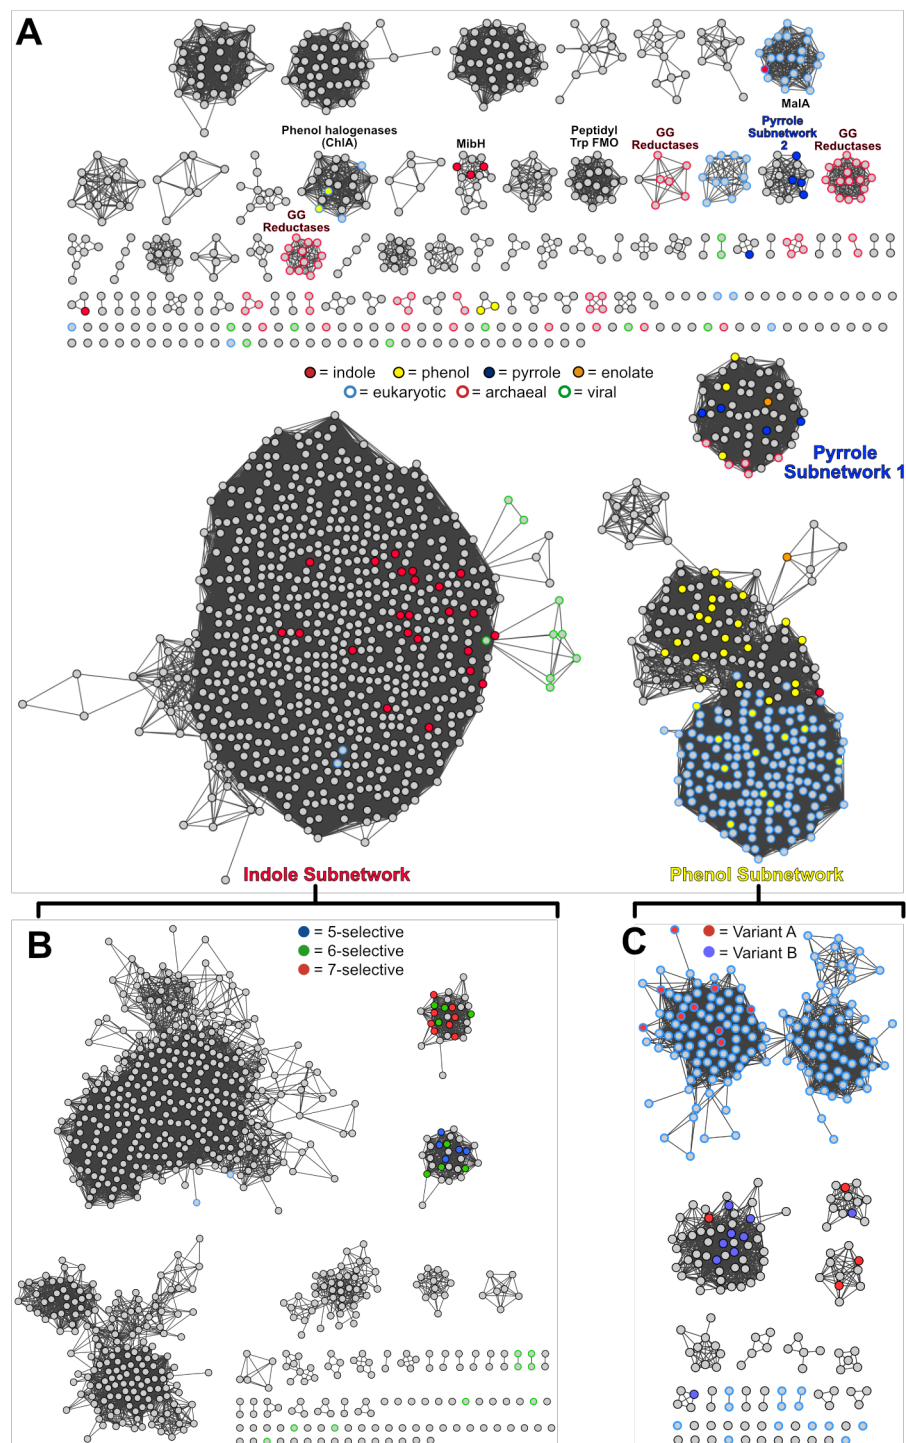 A
MalA
Phenol halogenases
(ChlA)
MibH
Peptidyl
Trp FMO
GG
Reductases
Pyrrole
Subnetwork
2
GG
Reductases
GG
Reductases
= indole
= phenol
= pyrrole
= enolate
= eukaryotic
= archaeal
= viral
Pyrrole
Subnetwork 1
Indole Subnetwork
Phenol Subnetwork
B
= 5-selective
= 6-selective
= 7-selective
C
= Variant A
= Variant B